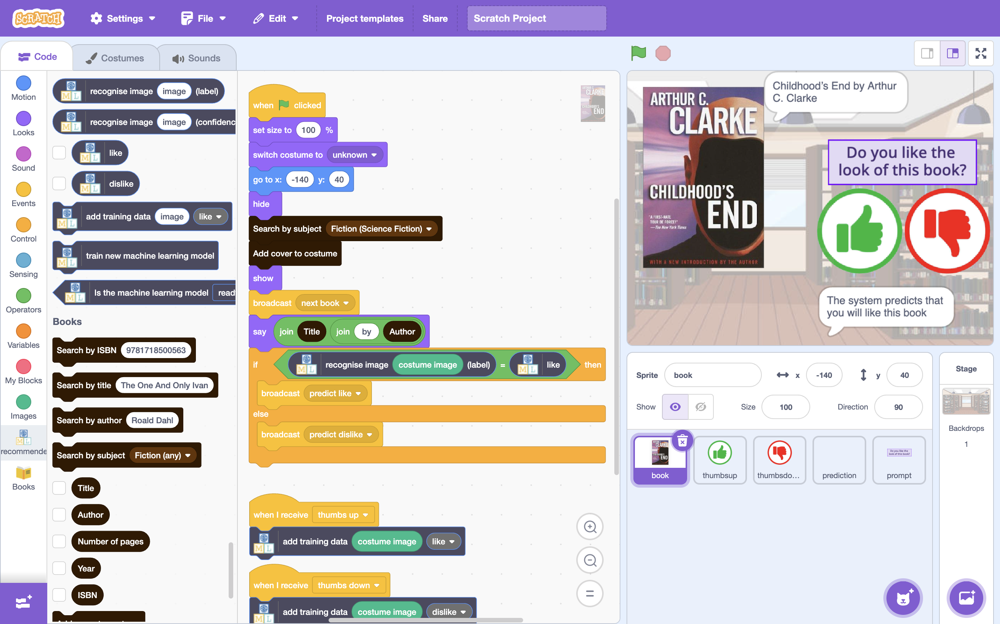 SCRATCH
Settings
File
Edit
Project templates
Share
Scratch Project
Code
Costumes
Sounds
Motion
Looks
Sound
Events
Control
Sensing
Operators
Variables
My Blocks
Images
recommende
Books
ML recognise image image (label)
ML recognise image image (confidenc
ML like
ML dislike
ML add training data image like
ML train new machine learning model
ML Is the machine learning model read
Books
Search by ISBN 9781718500563
Search by title The One And Only Ivan
Search by author Roald Dahl
Search by subject Fiction (any)
Title
Author
Number of pages
Year
ISBN
when clicked
set size to 100 %
switch costume to unknown
go to x: -140 y: 40
hide
Search by subject Fiction (Science Fiction)
Add cover to costume
show
broadcast next book
say join Title join by Author
if ML recognise image costume image (label) = ML like then
broadcast predict like
else
broadcast predict dislike
when I receive thumbs up
ML add training data costume image like
when I receive thumbs down
ML add training data costume image dislike
ARTHUR C.
CLARKE
CHILDHOOD'S
END
"A FIRST-RATE
TOUR DE FORCE!"
—The New York Times
WITH A NEW INTRODUCTION BY THE AUTHOR
Childhood's End by Arthur
C. Clarke
Do you like the
look of this book?
The system predicts that
you will like this book
Sprite book x -140 y 40
Show Size 100 Direction 90
book
thumbsup
thumbsdo...
prediction
Do you like the
look of this book?
prompt
Stage
Backdrops
1